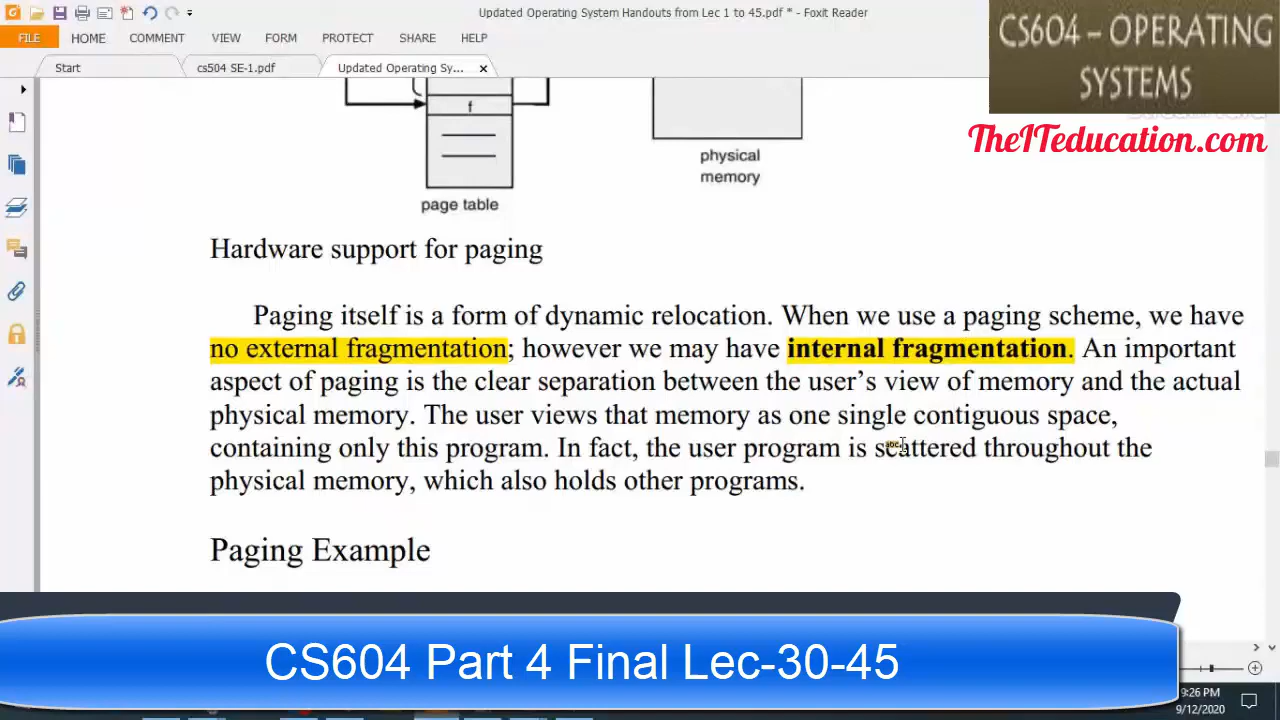 Updated Operating System Handouts from Lec 1 to 45.pdf * - Foxit Reader
FILE HOME COMMENT VIEW FORM PROTECT SHARE HELP
Start cs504 SE-1.pdf Updated Operating Sy...
CS604 – OPERATING
SYSTEMS
TheITeducation.com
f
physical
memory
page table
Hardware support for paging
Paging itself is a form of dynamic relocation. When we use a paging scheme, we have
no external fragmentation; however we may have internal fragmentation. An important
aspect of paging is the clear separation between the user’s view of memory and the actual
physical memory. The user views that memory as one single contiguous space,
containing only this program. In fact, the user program is scattered throughout the
physical memory, which also holds other programs.
Paging Example
CS604 Part 4 Final Lec-30-45
9:26 PM
9/12/2020